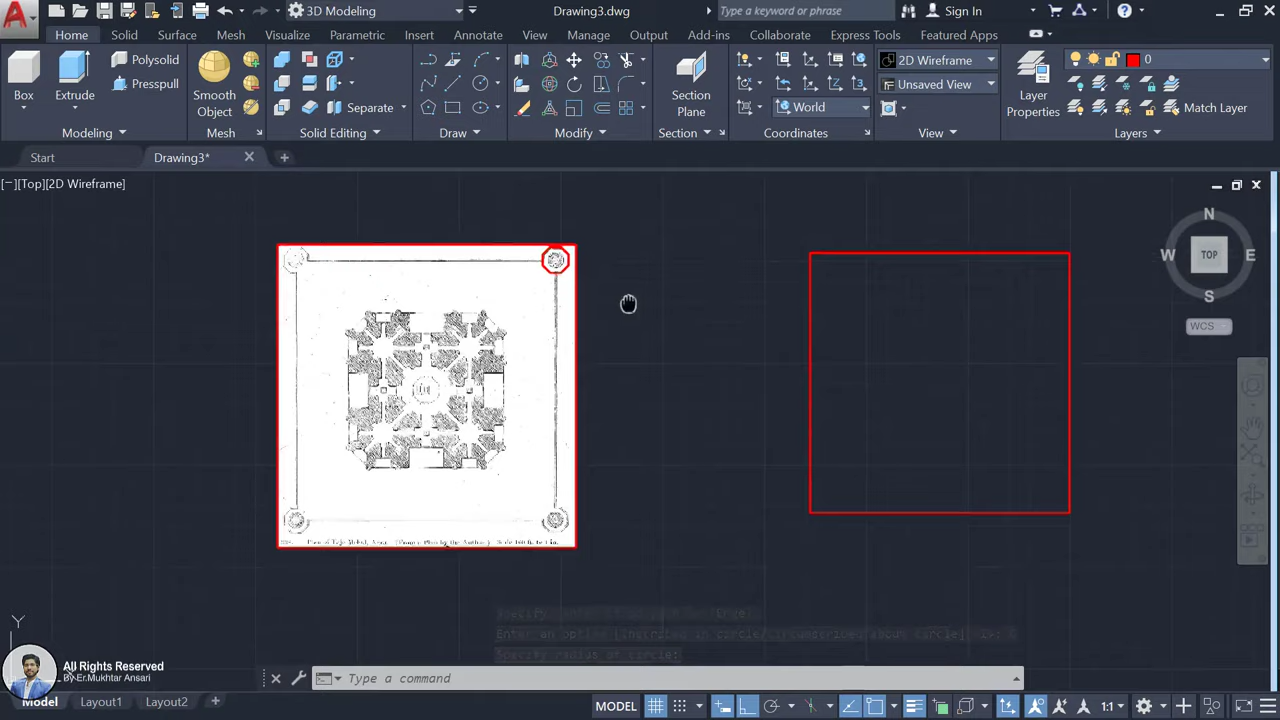 3D Modeling
Drawing3.dwg
Type a keyword or phrase
Sign In
Home Solid Surface Mesh Visualize Parametric Insert Annotate View Manage Output Add-ins Collaborate Express Tools Featured Apps
Polysolid
Unsaved View
2D Wireframe
0
Box
Extrude
Presspull
Smooth
Object
Separate
Section
Plane
World
Layer
Properties
Match Layer
Modeling
Mesh
Solid Editing
Draw
Modify
Section
Coordinates
View
Layers
Start
Drawing3*
[−][Top][2D Wireframe]
N
W TOP E
S
WCS
Enter an option [Inscribed in circle/Circumscribed about circle]
Specify radius of circle:
Y
All Rights Reserved
By Er.Mukhtar Ansari
Type a command
Model Layout1 Layout2
MODEL
1:1